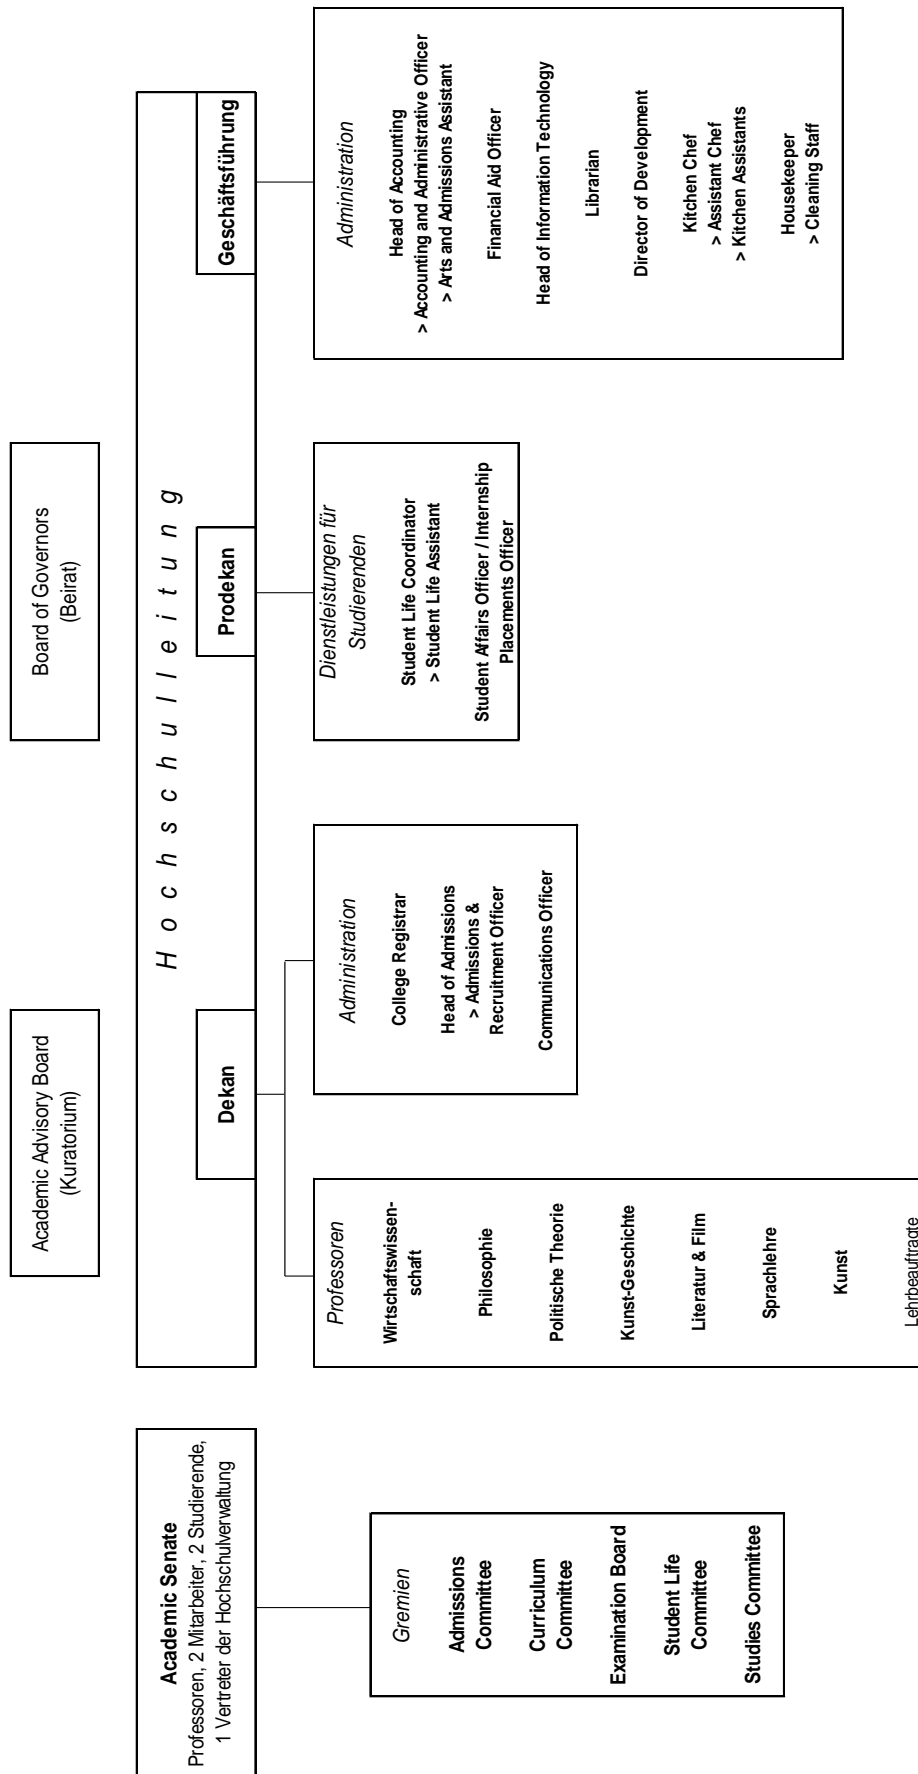 Academic Advisory Board
(Kuratorium)
Board of Governors
(Beirat)
Academic Senate
Professoren, 2 Mitarbeiter, 2 Studierende,
1 Vertreter der Hochschulverwaltung
Hochschulleitung
Dekan
Prodekan
Geschäftsführung
Gremien
Admissions
Committee
Curriculum
Committee
Examination Board
Student Life
Committee
Studies Committee
Professoren
Wirtschaftswissen-
schaft
Philosophie
Politische Theorie
Kunst-Geschichte
Literatur & Film
Sprachlehre
Kunst
Lehrbeauftragte
Administration
College Registrar
Head of Admissions
> Admissions &
Recruitment Officer
Communications Officer
Dienstleistungen für
Studierenden
Student Life Coordinator
> Student Life Assistant
Student Affairs Officer / Internship
Placements Officer
Administration
Head of Accounting
> Accounting and Administrative Officer
> Arts and Admissions Assistant
Financial Aid Officer
Head of Information Technology
Librarian
Director of Development
Kitchen Chef
> Assistant Chef
> Kitchen Assistants
Housekeeper
> Cleaning Staff